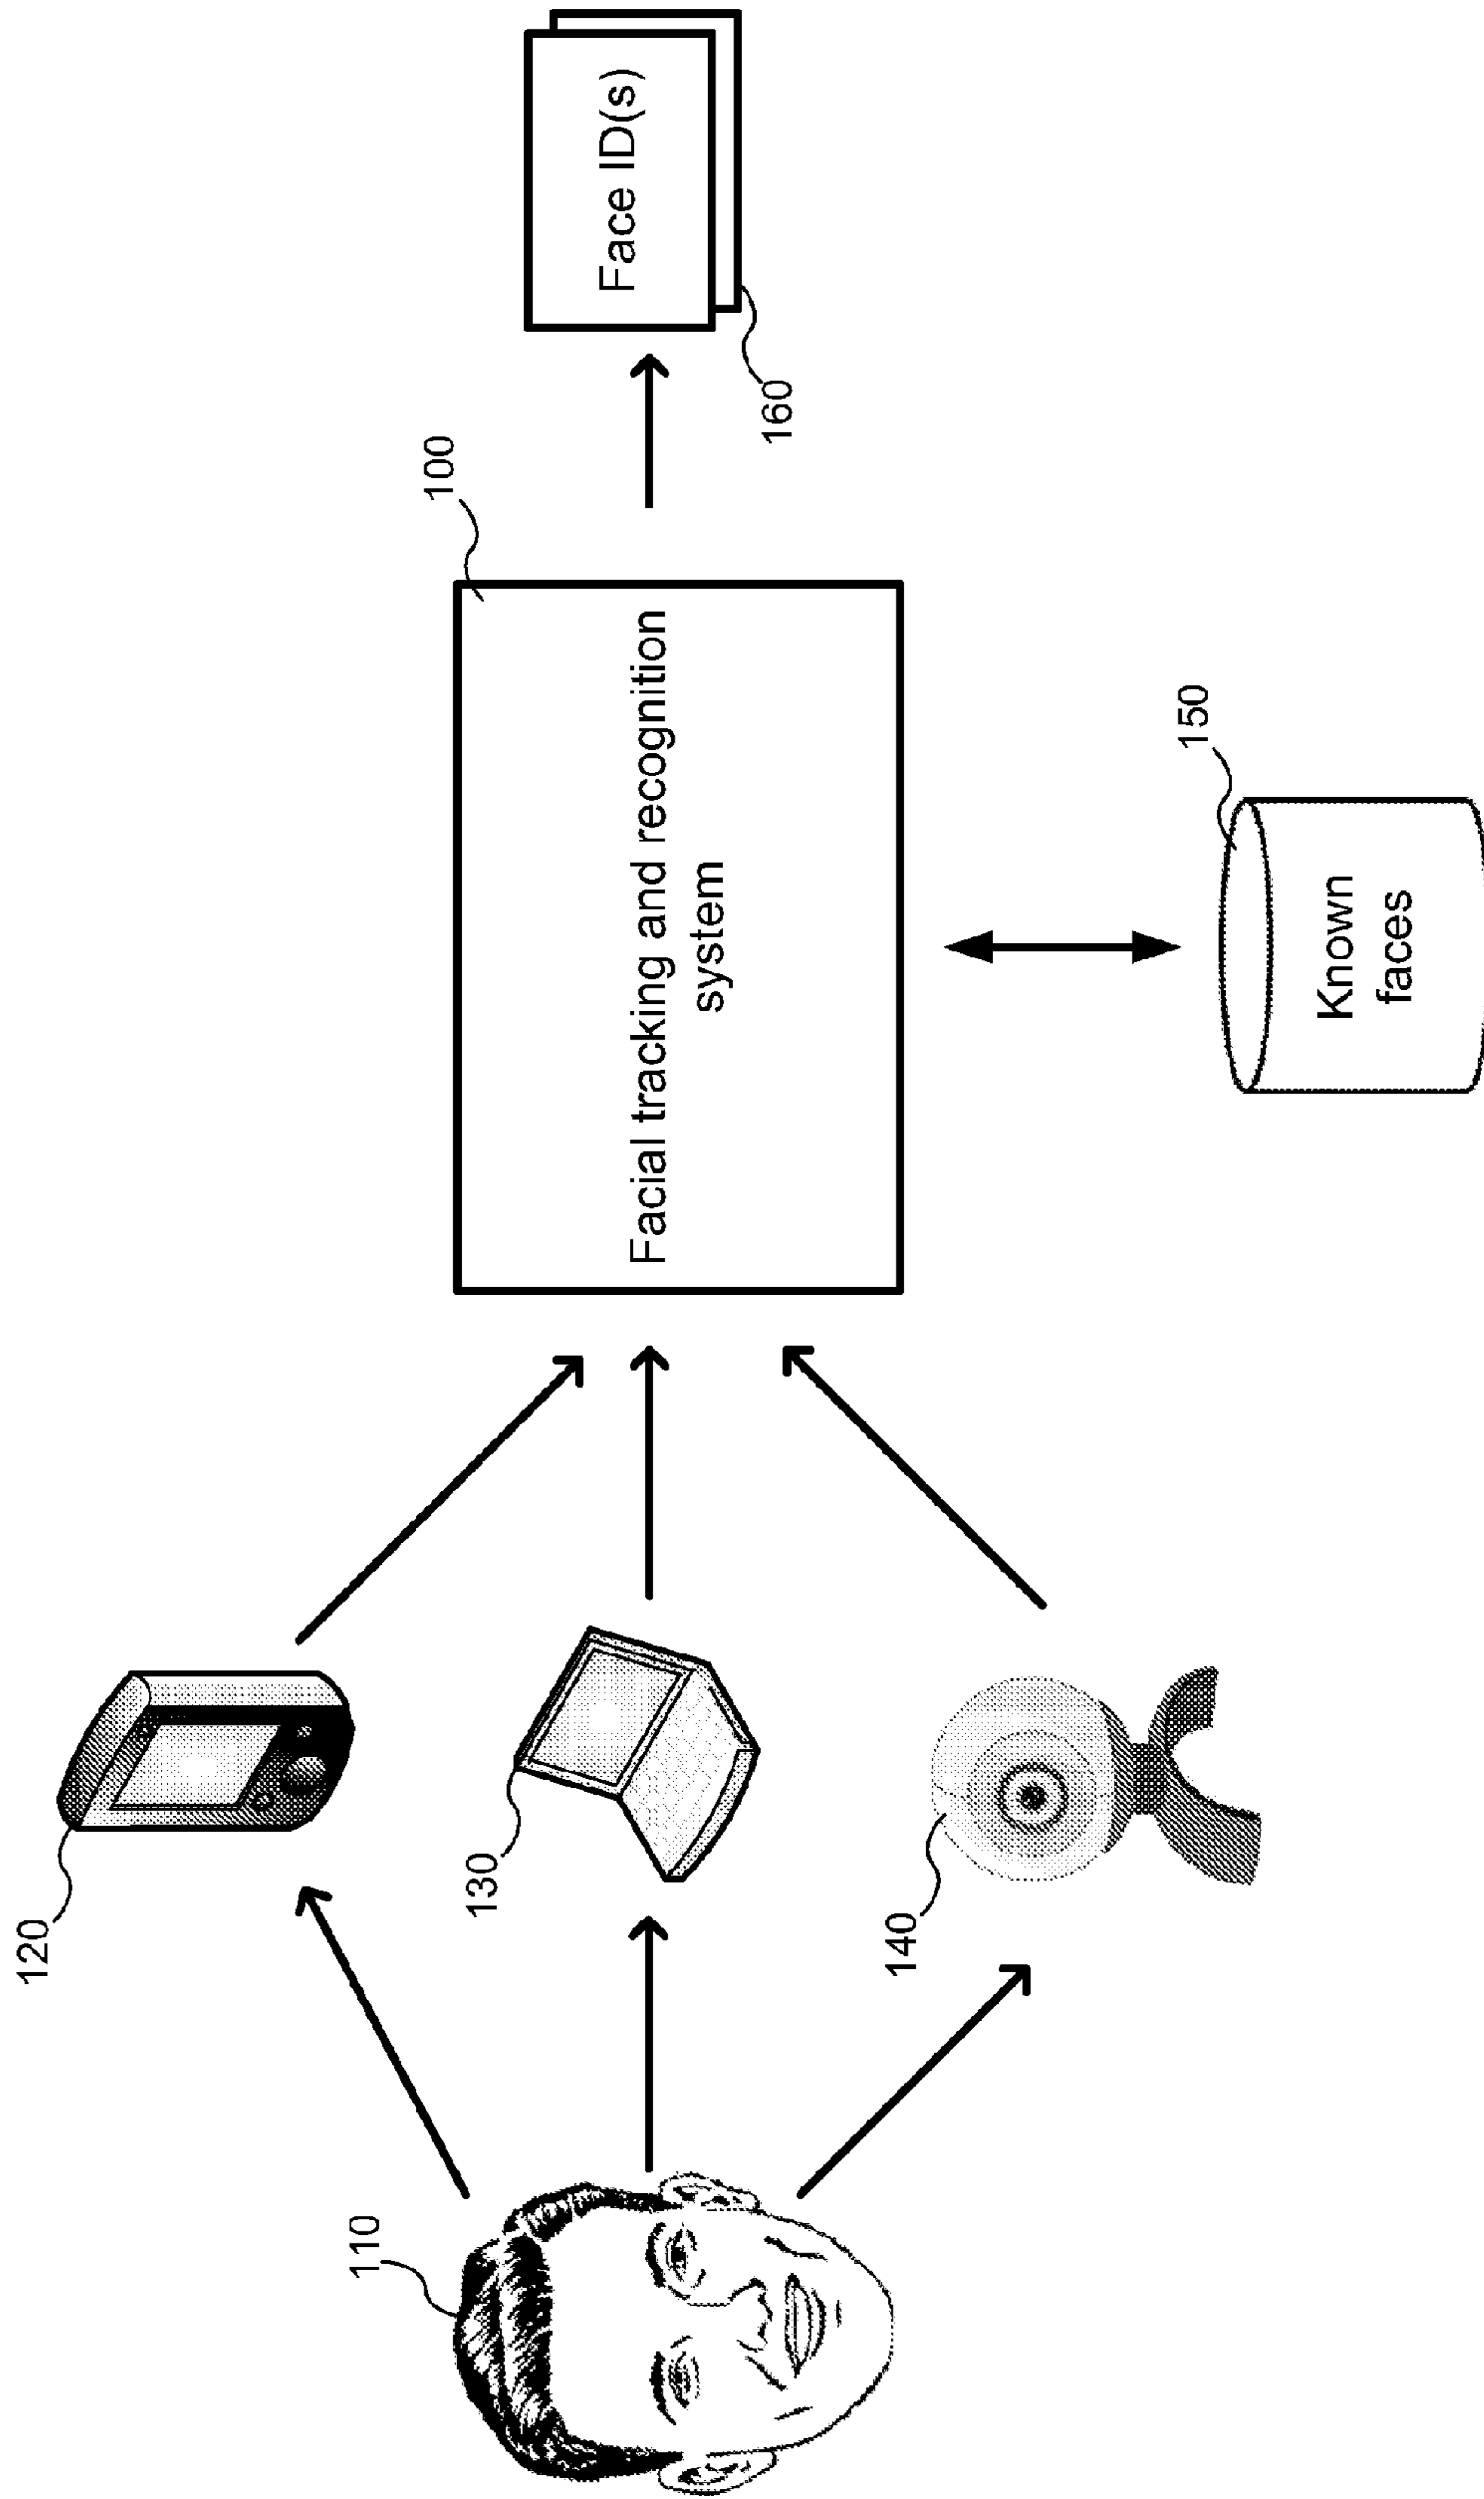 110
120
130
140
Facial tracking and recognition
system
100
Known
faces
150
Face ID(s)
160